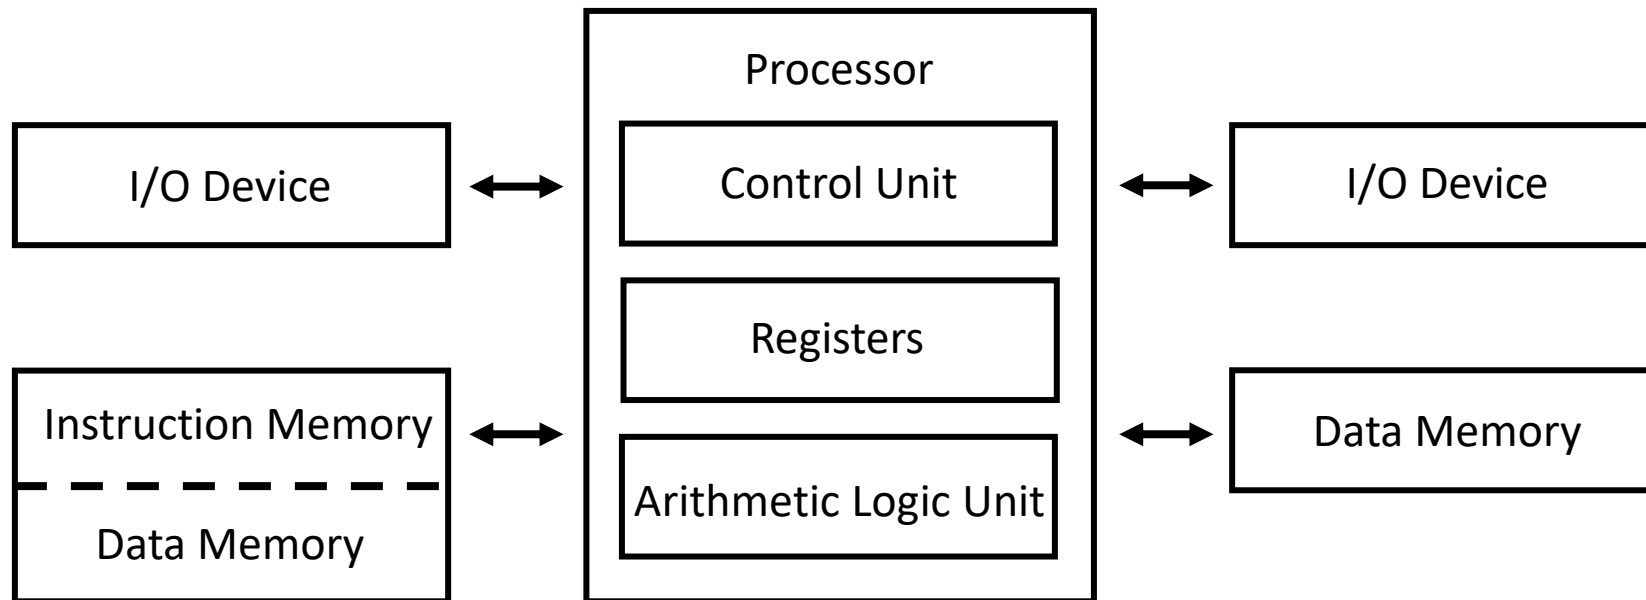 Processor
I/O Device
Control Unit
I/O Device
Registers
Instruction Memory
Data Memory
Arithmetic Logic Unit
Data Memory